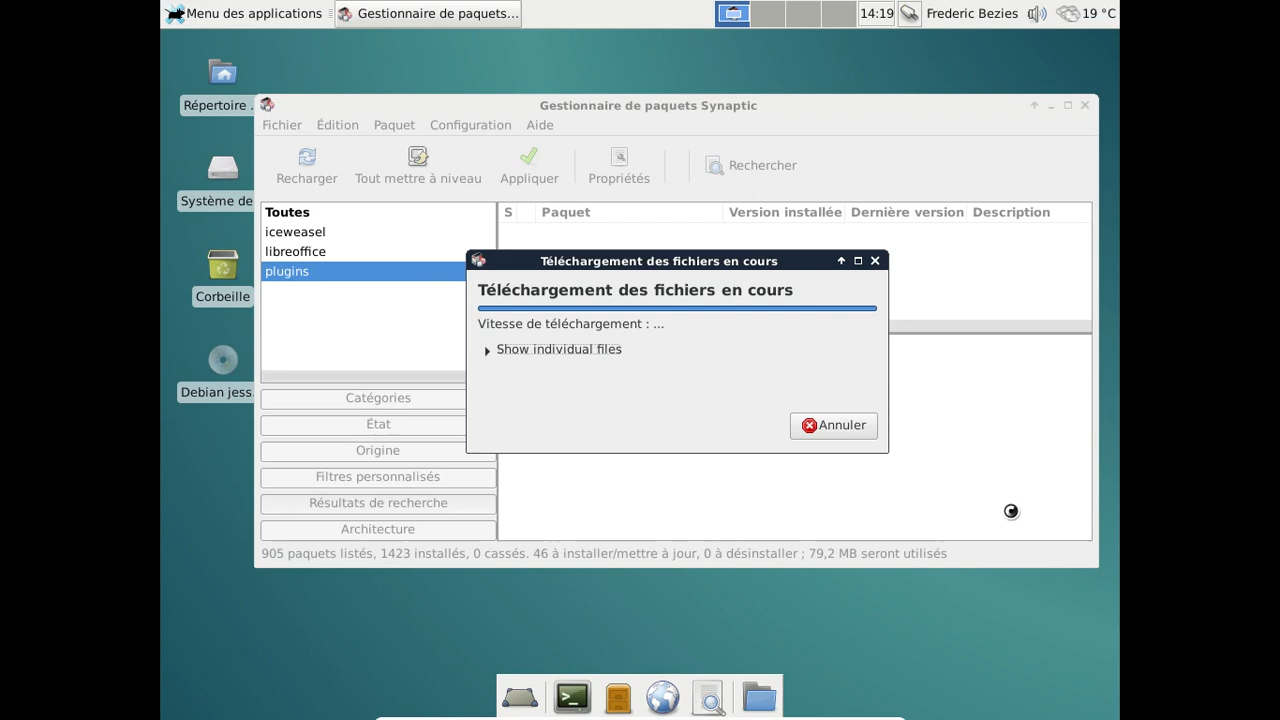 Menu des applications
Gestionnaire de paquets...
14:19
Frederic Bezies
19 °C
Répertoire .
Système de
Corbeille
Debian jess.
Gestionnaire de paquets Synaptic
Fichier Édition Paquet Configuration Aide
Recharger Tout mettre à niveau Appliquer Propriétés Rechercher
Toutes
iceweasel
libreoffice
plugins
S Paquet Version installée Dernière version Description
Téléchargement des fichiers en cours
Téléchargement des fichiers en cours
Vitesse de téléchargement : ...
Show individual files
Annuler
Catégories
État
Origine
Filtres personnalisés
Résultats de recherche
Architecture
905 paquets listés, 1423 installés, 0 cassés. 46 à installer/mettre à jour, 0 à désinstaller ; 79,2 MB seront utilisés